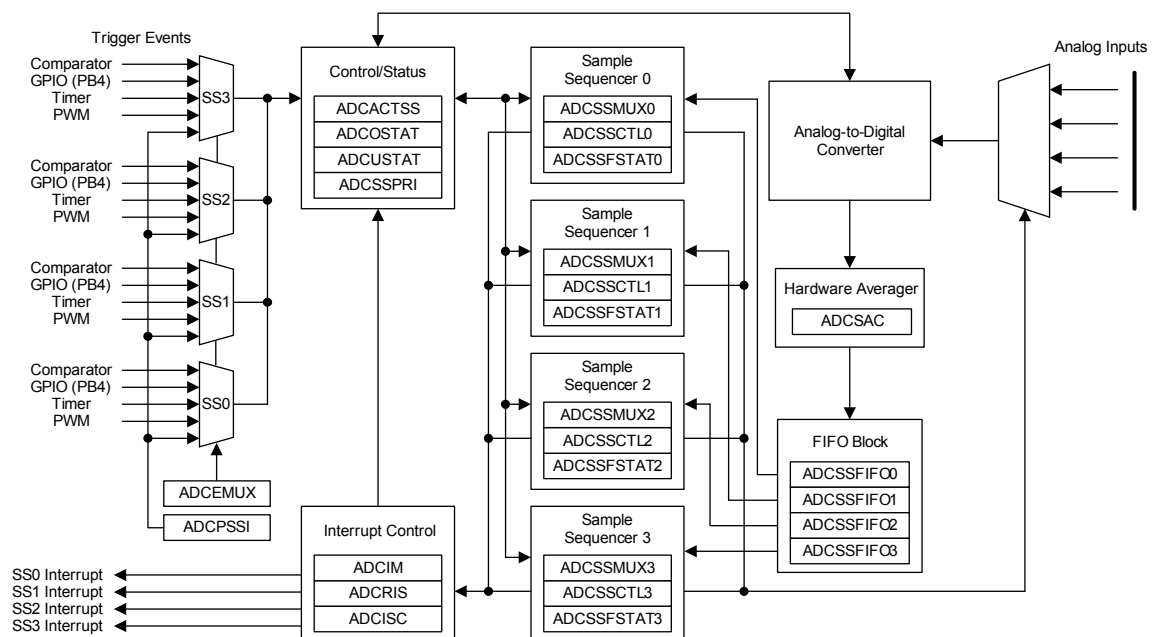 Trigger Events
Comparator
GPIO (PB4)
Timer
PWM
SS3
Comparator
GPIO (PB4)
Timer
PWM
SS2
Comparator
GPIO (PB4)
Timer
PWM
SS1
Comparator
GPIO (PB4)
Timer
PWM
SS0
ADCEMUX
ADCPSSI
SS0 Interrupt
SS1 Interrupt
SS2 Interrupt
SS3 Interrupt
Control/Status
ADCACTSS
ADCOSTAT
ADCUSTAT
ADCSSPRI
Interrupt Control
ADCIM
ADCRIS
ADCISC
Sample
Sequencer 0
ADCSSMUX0
ADCSSCTL0
ADCSSFSTAT0
Sample
Sequencer 1
ADCSSMUX1
ADCSSCTL1
ADCSSFSTAT1
Sample
Sequencer 2
ADCSSMUX2
ADCSSCTL2
ADCSSFSTAT2
Sample
Sequencer 3
ADCSSMUX3
ADCSSCTL3
ADCSSFSTAT3
Analog-to-Digital
Converter
Hardware Averager
ADCSAC
FIFO Block
ADCSSFIFO0
ADCSSFIFO1
ADCSSFIFO2
ADCSSFIFO3
Analog Inputs